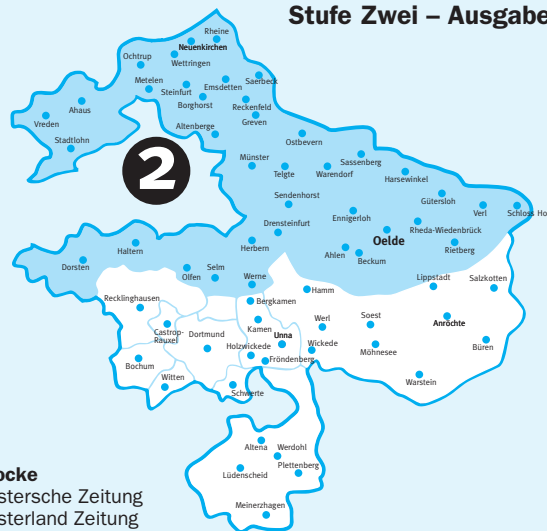 Stufe Zwei – Ausgabe
Rheine
Neuenkirchen
Ochtrup
Wettringen
Metelen
Steinfurt
Emsdetten
Saerbeck
Borghorst
Reckenfeld
Greven
Ahaus
Vreden
Stadtlohn
Altenberge
Ostbevern
2
Münster
Telgte
Warendorf
Sassenberg
Harsewinkel
Sendenhorst
Gütersloh
Verl
Schloss Ho
Ennigerloh
Drensteinfurt
Oelde
Rheda-Wiedenbrück
Rietberg
Haltern
Herbern
Ahlen
Beckum
Dorsten
Olfen
Selm
Werne
Hamm
Lippstadt
Salzkotten
Recklinghausen
Bergkamen
Castrop-
Rauxel
Dortmund
Kamen
Unna
Werl
Soest
Anröchte
Holzwickede
Wickede
Möhnesee
Büren
Bochum
Fröndenberg
Witten
Schwerte
Warstein
Altena
Werdohl
Lüdenscheid
Plettenberg
Meinerzhagen
ocke
stersche Zeitung
sterland Zeitung